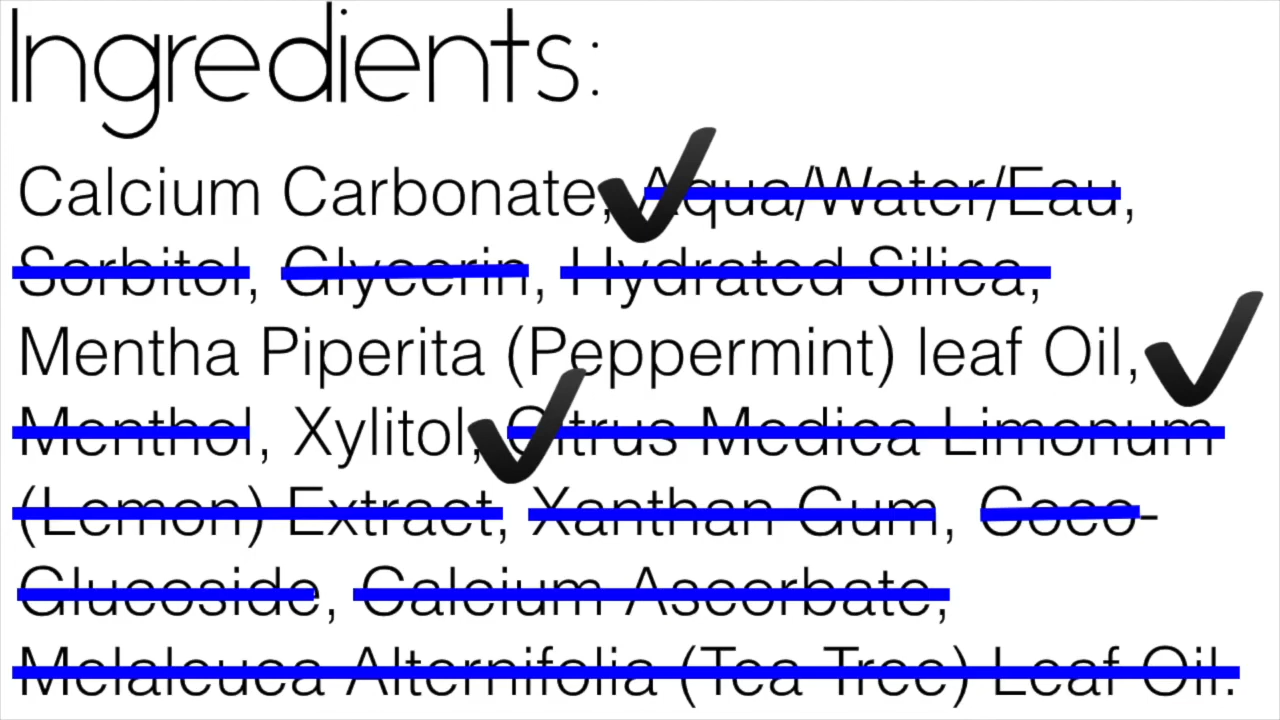 Ingredients:
Calcium Carbonate, Aqua/Water/Eau,
Sorbitol, Glycerin, Hydrated Silica,
Mentha Piperita (Peppermint) leaf Oil,
Menthol, Xylitol, Citrus Medica Limonum
(Lemon) Extract, Xanthan Gum, Coco-
Glucoside, Calcium Ascorbate,
Melaleuca Alternifolia (Tea Tree) Leaf Oil.